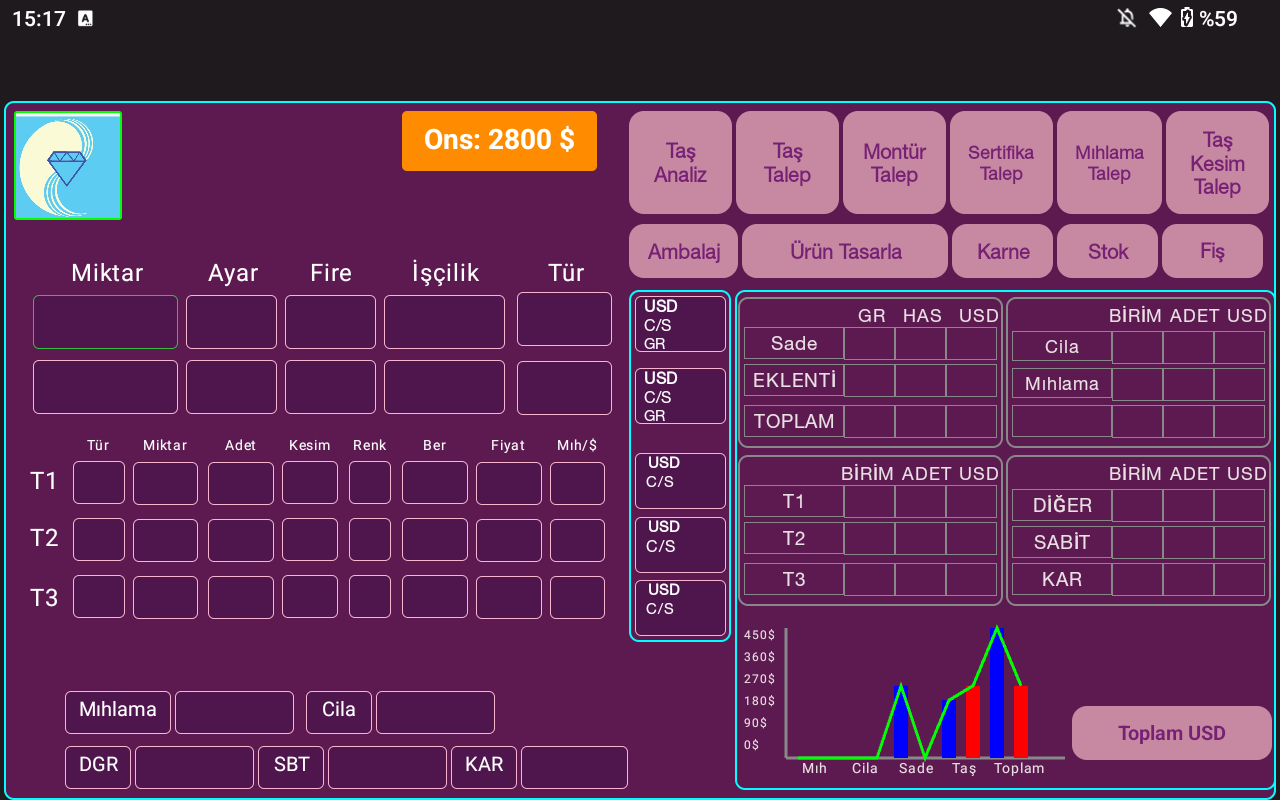 15:17
%59
Ons: 2800 $
Taş
Analiz
Taş
Talep
Montür
Talep
Sertifika
Talep
Mıhlama
Talep
Taş
Kesim
Talep
Ambalaj
Ürün Tasarla
Karne
Stok
Fiş
Miktar Ayar Fire İşçilik Tür
Tür Miktar Adet Kesim Renk Ber Fiyat Mıh/$
T1
T2
T3
Mıhlama
Cila
DGR
SBT
KAR
USD
C/S
GR
USD
C/S
GR
USD
C/S
USD
C/S
USD
C/S
GR HAS USD
Sade
EKLENTİ
TOPLAM
BİRİM ADET USD
Cila
Mıhlama
BİRİM ADET USD
T1
T2
T3
BİRİM ADET USD
DİĞER
SABİT
KAR
450$
360$
270$
180$
90$
0$
Mıh Cila Sade Taş Toplam
Toplam USD